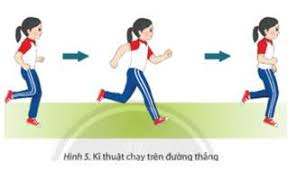 Hình 5. Kĩ thuật chạy trên đường thẳng